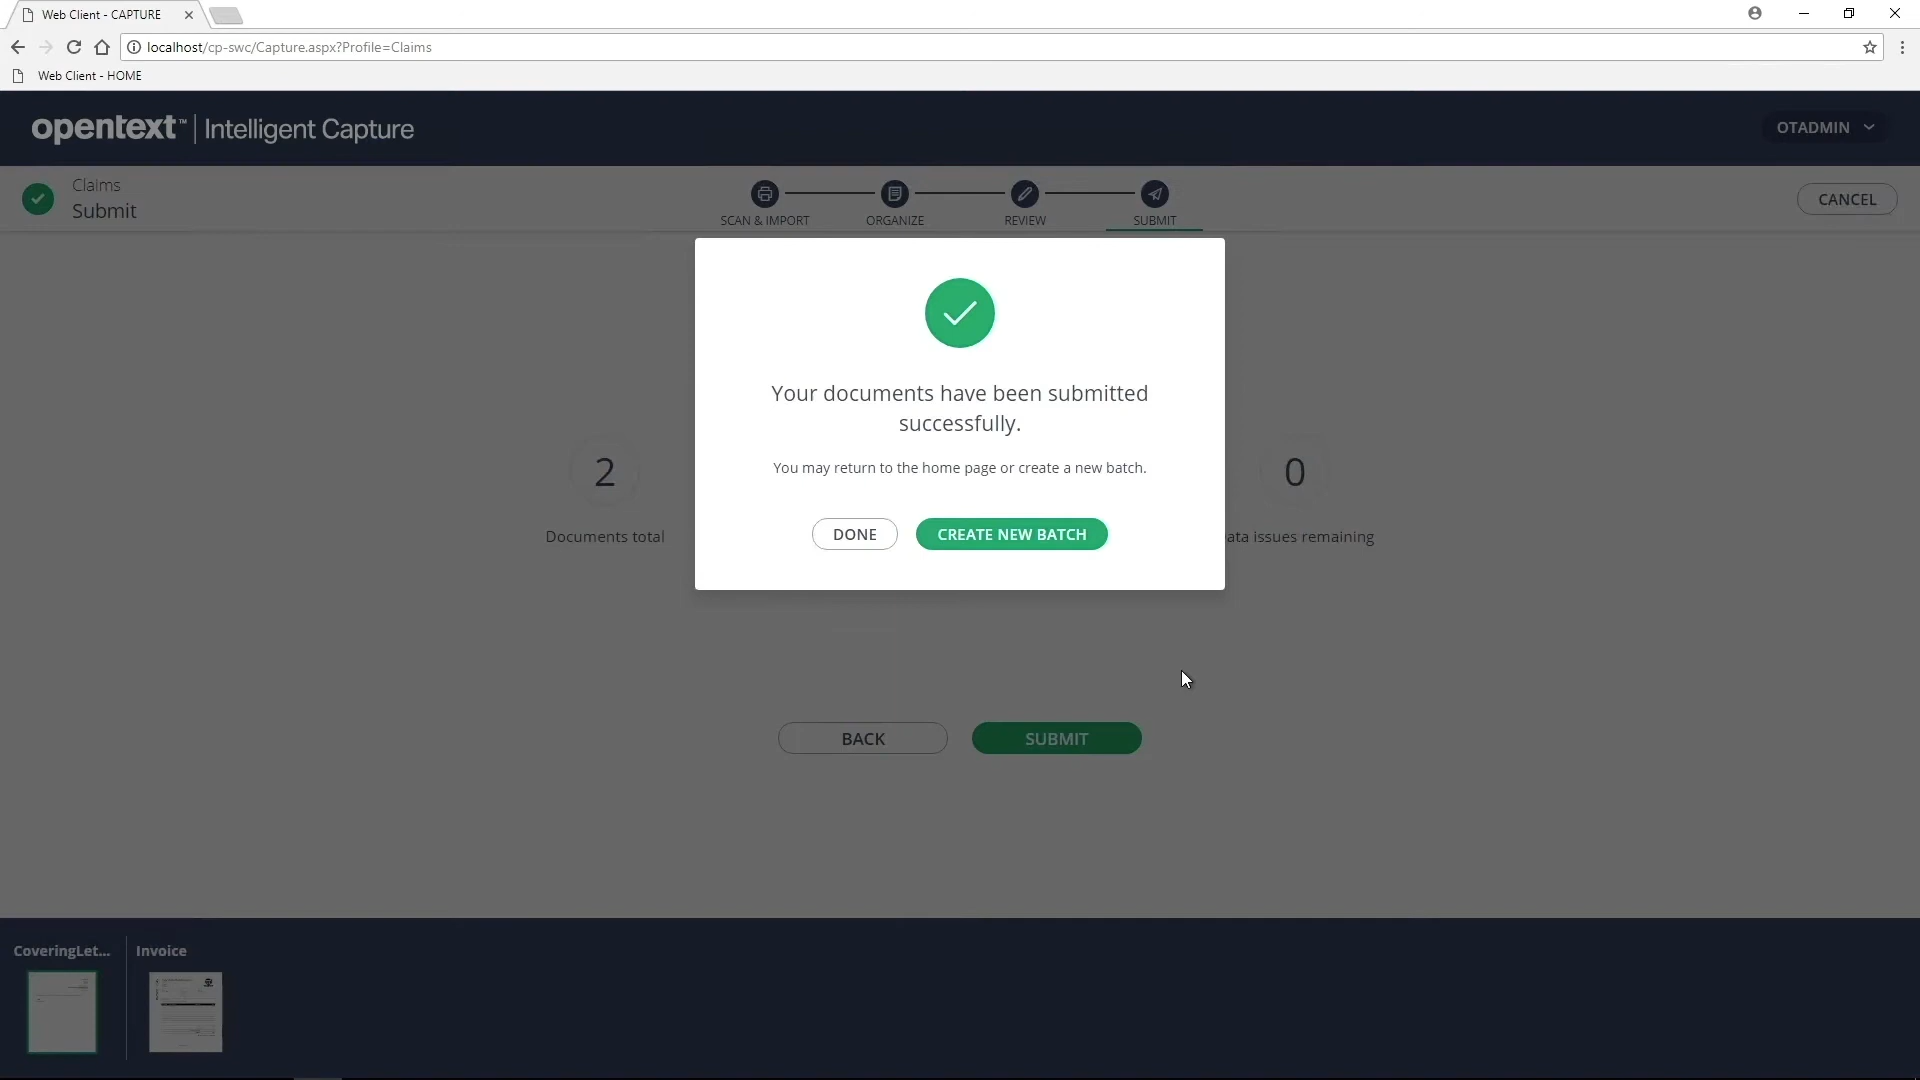 Web Client - CAPTURE
localhost/cp-swc/Capture.aspx?Profile=Claims
Web Client - HOME
opentext™ | Intelligent Capture
OTADMIN
Claims
Submit
SCAN & IMPORT
ORGANIZE
REVIEW
SUBMIT
CANCEL
Your documents have been submitted
successfully.
You may return to the home page or create a new batch.
DONE
CREATE NEW BATCH
2
Documents total
0
ata issues remaining
BACK
SUBMIT
CoveringLet...
Invoice